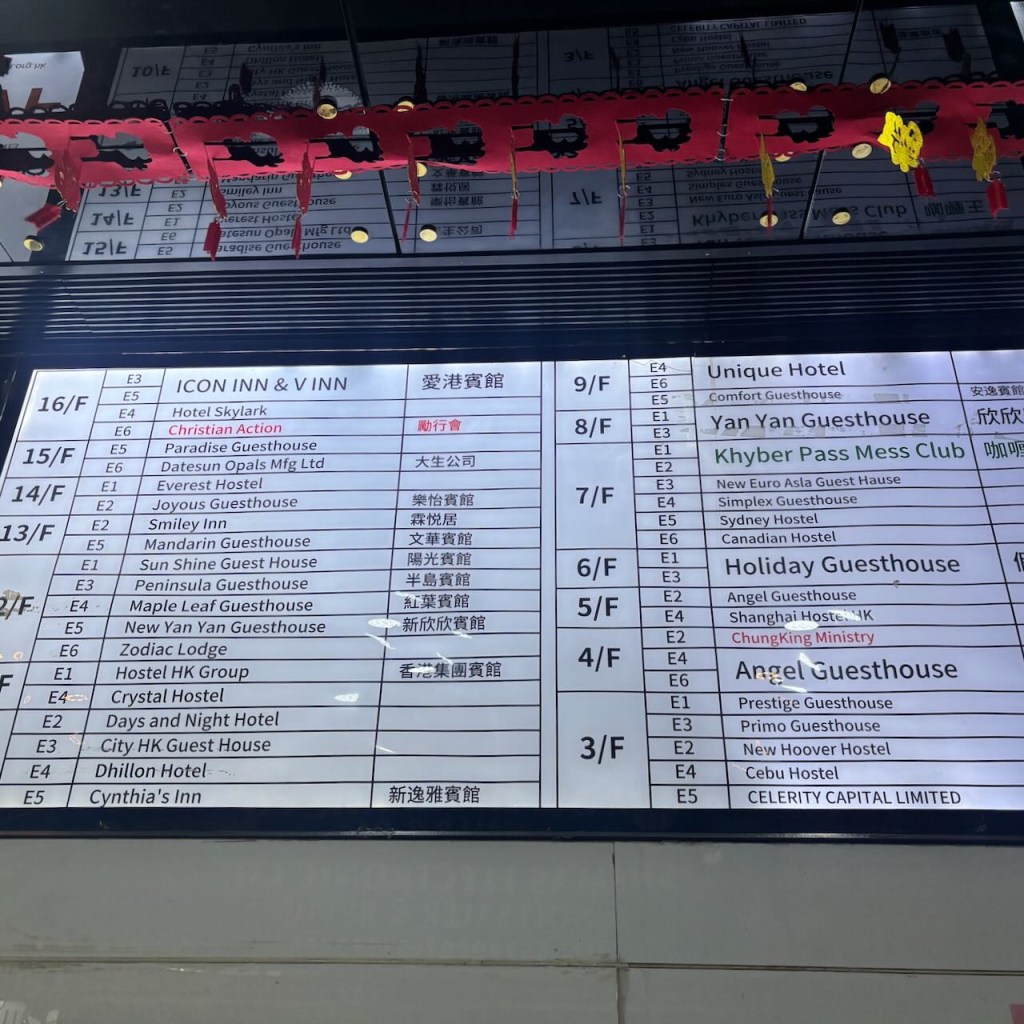 16/F
E3
E5
ICON INN & V INN 愛港賓館
E4 Hotel Skylark
E6 Christian Action 勵行會
15/F
E5 Paradise Guesthouse
E6 Datesun Opals Mfg Ltd 大生公司
14/F
E1 Everest Hostel
E2 Joyous Guesthouse 樂怡賓館
13/F
E2 Smiley Inn 霖悦居
E5 Mandarin Guesthouse 文華賓館
2/F
E1 Sun Shine Guest House 陽光賓館
E3 Peninsula Guesthouse 半島賓館
E4 Maple Leaf Guesthouse 紅葉賓館
E5 New Yan Yan Guesthouse 新欣欣賓館
E6 Zodiac Lodge
F
E1 Hostel HK Group 香港集團賓館
E4 Crystal Hostel
E2 Days and Night Hotel
E3 City HK Guest House
E4 Dhillon Hotel
E5 Cynthia's Inn 新逸雅賓館
9/F
E4 Unique Hotel
E6
E5 Comfort Guesthouse 安逸賓館
8/F
E1
E3
Yan Yan Guesthouse 欣欣
7/F
E1
E2
Khyber Pass Mess Club 咖喱
E3 New Euro Asla Guest Hause
E4 Simplex Guesthouse
E5 Sydney Hostel
E6 Canadian Hostel
6/F
E1
E3
Holiday Guesthouse
5/F
E2 Angel Guesthouse
E4 Shanghai Hostel HK
4/F
E2 ChungKing Ministry
E4
E6
Angel Guesthouse
3/F
E1 Prestige Guesthouse
E3 Primo Guesthouse
E2 New Hoover Hostel
E4 Cebu Hostel
E5 CELERITY CAPITAL LIMITED